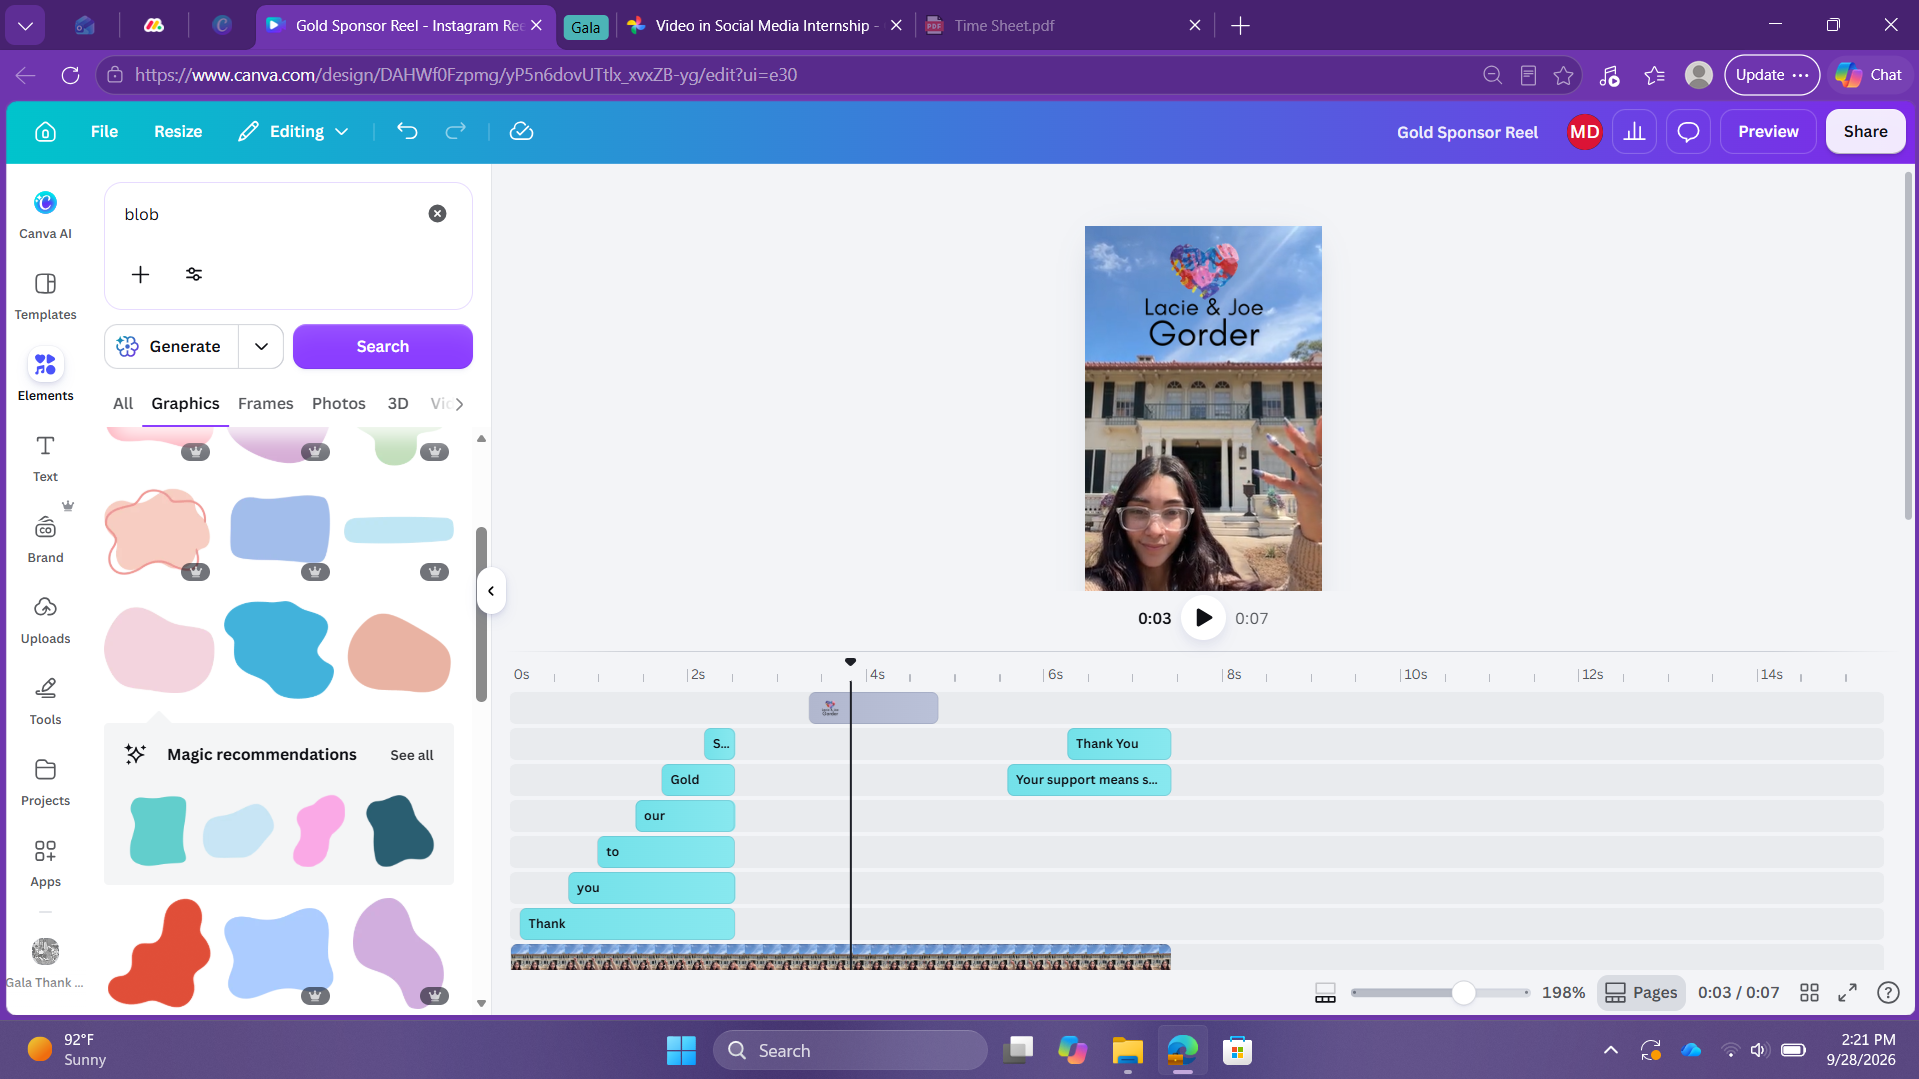 Gold Sponsor Reel - Instagram Ree
Gala
Video in Social Media Internship -
Time Sheet.pdf
https://www.canva.com/design/DAHWf0Fzpmg/yP5n6dovUTtlx_xvxZB-yg/edit?ui=e30
Update
Chat
File
Resize
Editing
Gold Sponsor Reel
MD
Preview
Share
Canva AI
Templates
Elements
Text
Brand
Uploads
Tools
Projects
Apps
Gala Thank ...
blob
Generate
Search
All
Graphics
Frames
Photos
3D
Vid
Magic recommendations
See all
Lacie & Joe
Gorder
0:03
0:07
0s
2s
4s
6s
8s
10s
12s
14s
S...
Thank You
Gold
Your support means s...
our
to
you
Thank
198%
Pages
0:03 / 0:07
92°F
Sunny
Search
2:21 PM
9/28/2026